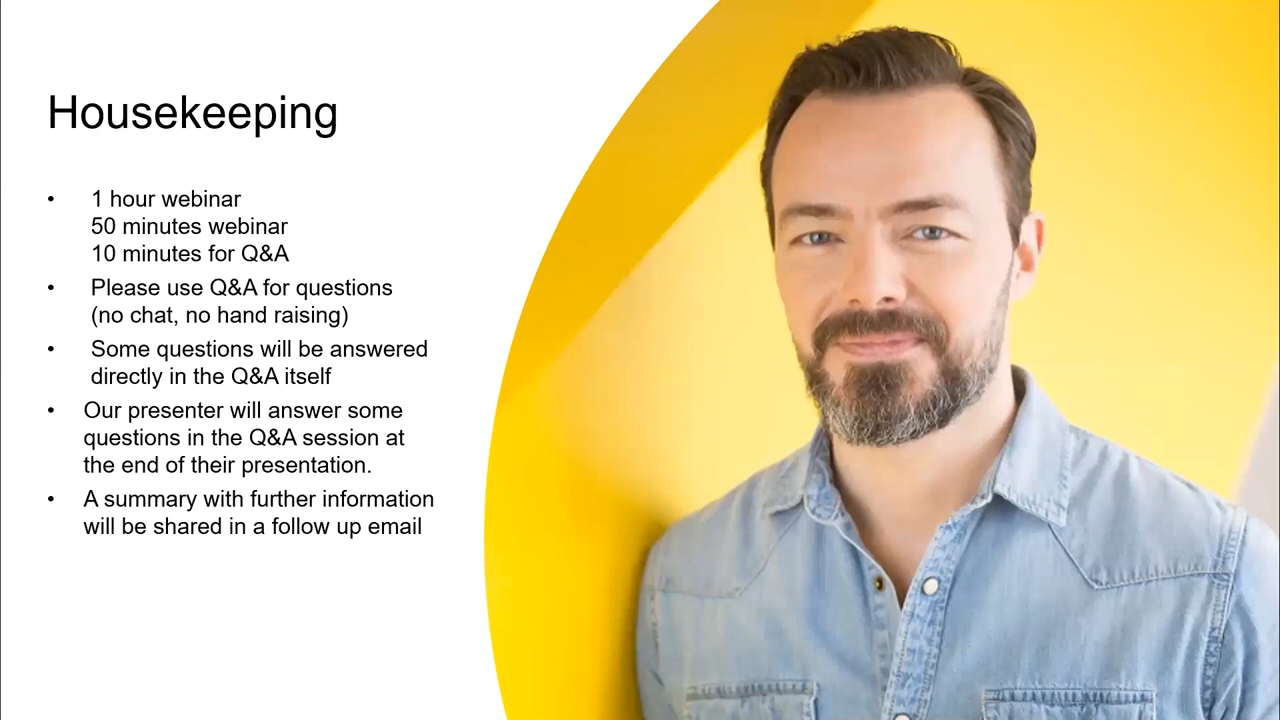 Housekeeping
• 1 hour webinar
50 minutes webinar
10 minutes for Q&A
• Please use Q&A for questions
(no chat, no hand raising)
• Some questions will be answered
directly in the Q&A itself
• Our presenter will answer some
questions in the Q&A session at
the end of their presentation.
• A summary with further information
will be shared in a follow up email